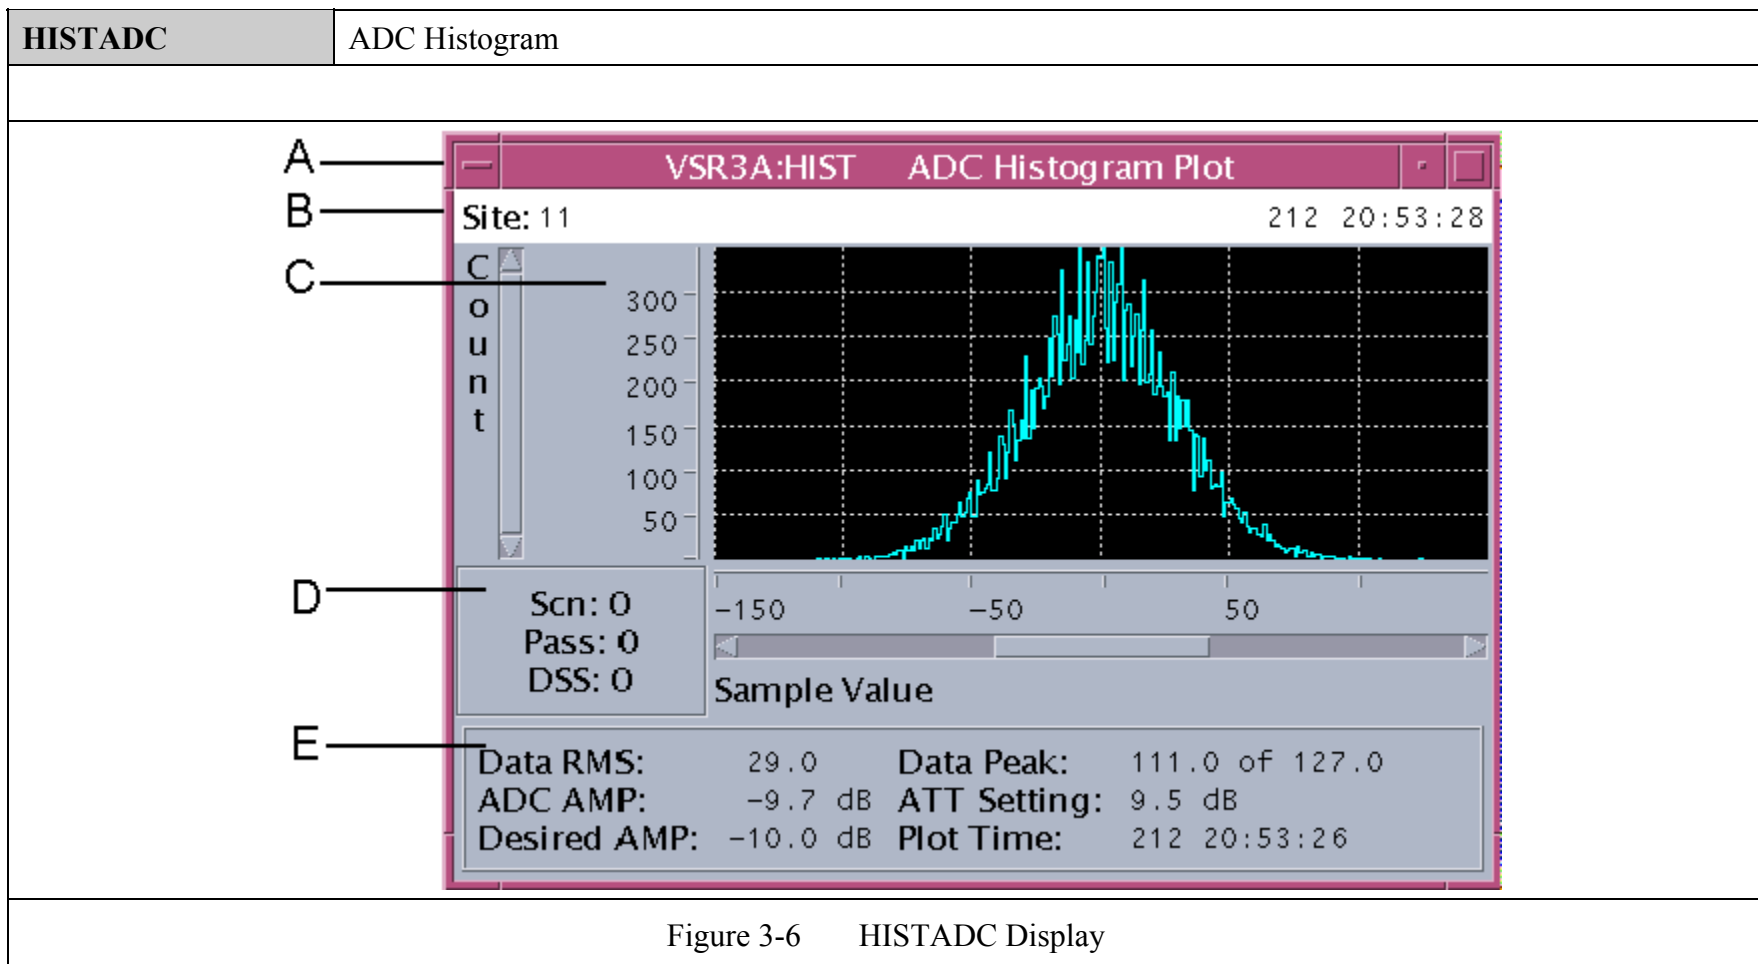 HISTADC ADC Histogram
A VSR3A:HIST ADC Histogram Plot
B Site: 11 212 20:53:28
C Count
300
250
200
150
100
50
D Scn: 0
Pass: 0
DSS: 0
-150 -50 50
Sample Value
E Data RMS: 29.0 Data Peak: 111.0 of 127.0
ADC AMP: -9.7 dB ATT Setting: 9.5 dB
Desired AMP: -10.0 dB Plot Time: 212 20:53:26
Figure 3-6 HISTADC Display